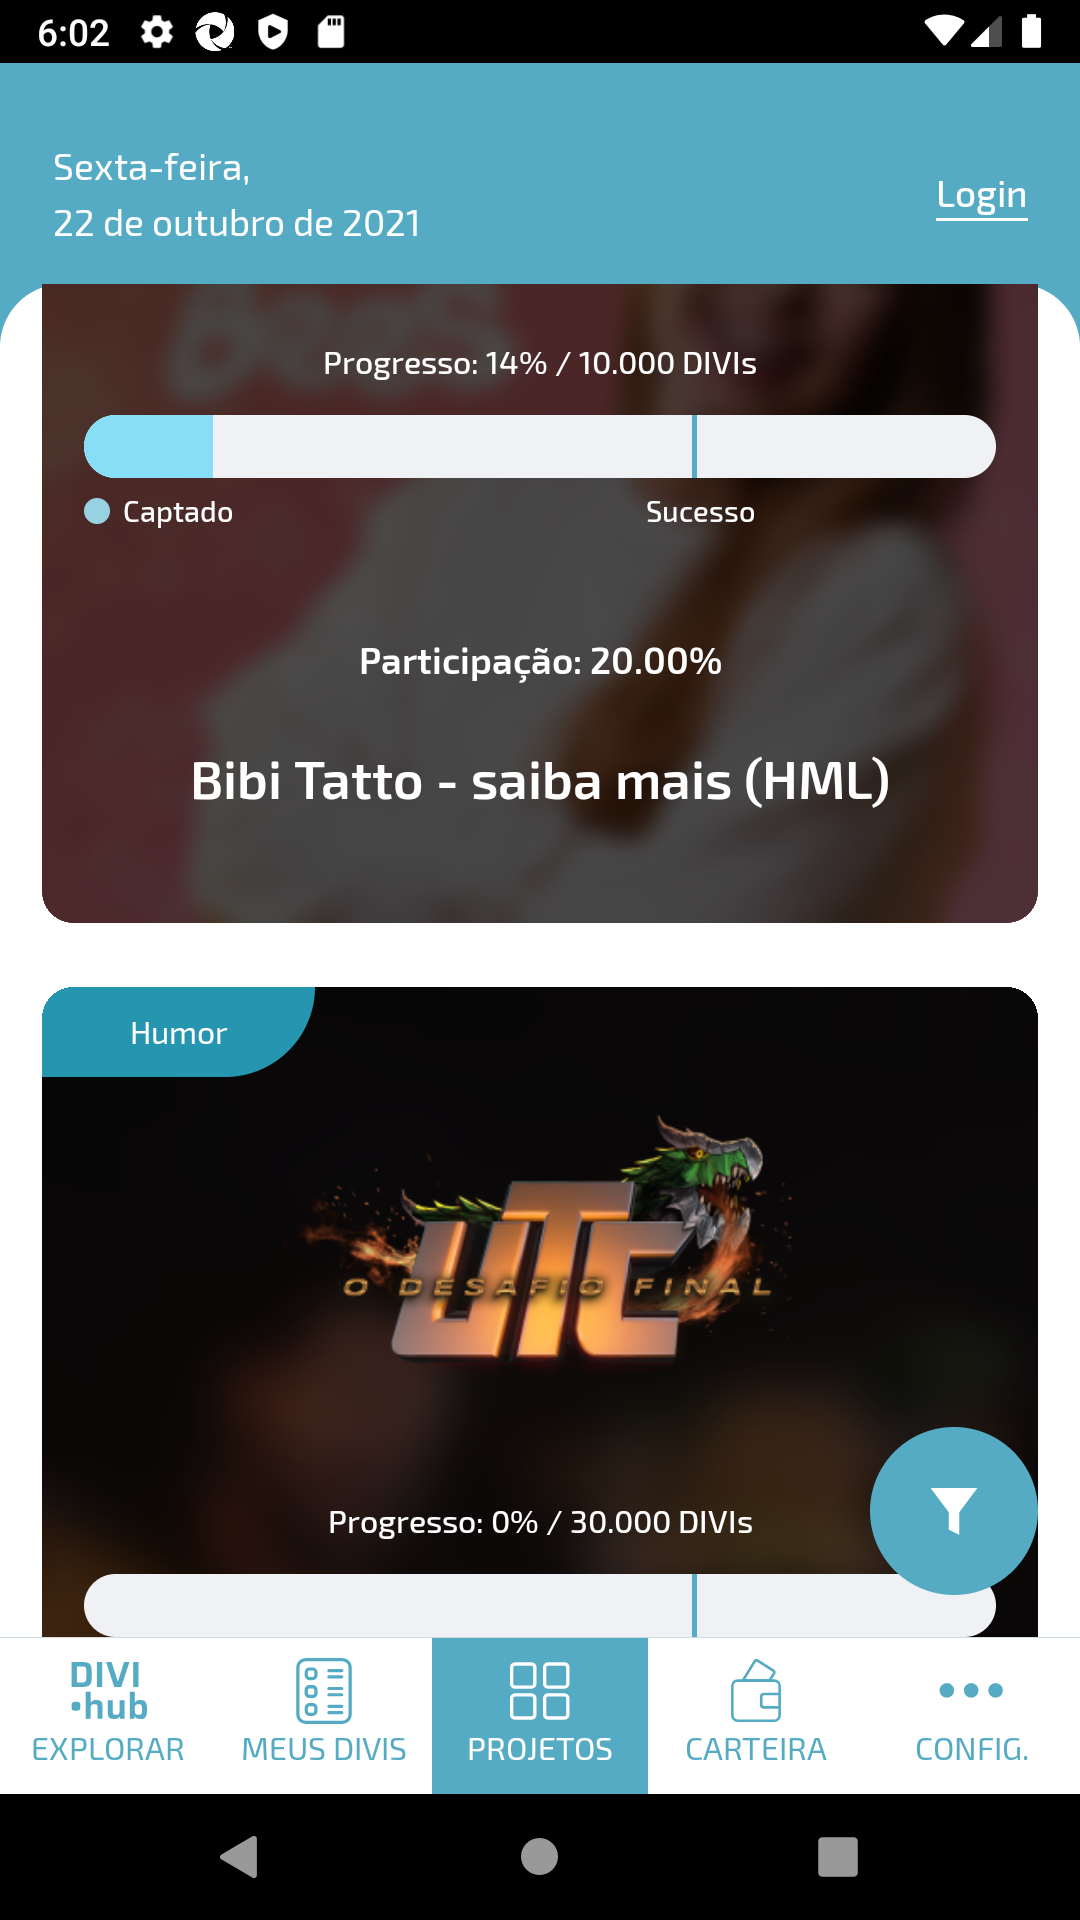 6:02
Sexta-feira,
22 de outubro de 2021
Login
Progresso: 14% / 10.000 DIVIs
Captado
Sucesso
Participação: 20.00%
Bibi Tatto - saiba mais (HML)
Humor
UTC
O DESAFIO FINAL
Progresso: 0% / 30.000 DIVIs
DIVI
•hub
EXPLORAR
MEUS DIVIS
PROJETOS
CARTEIRA
CONFIG.